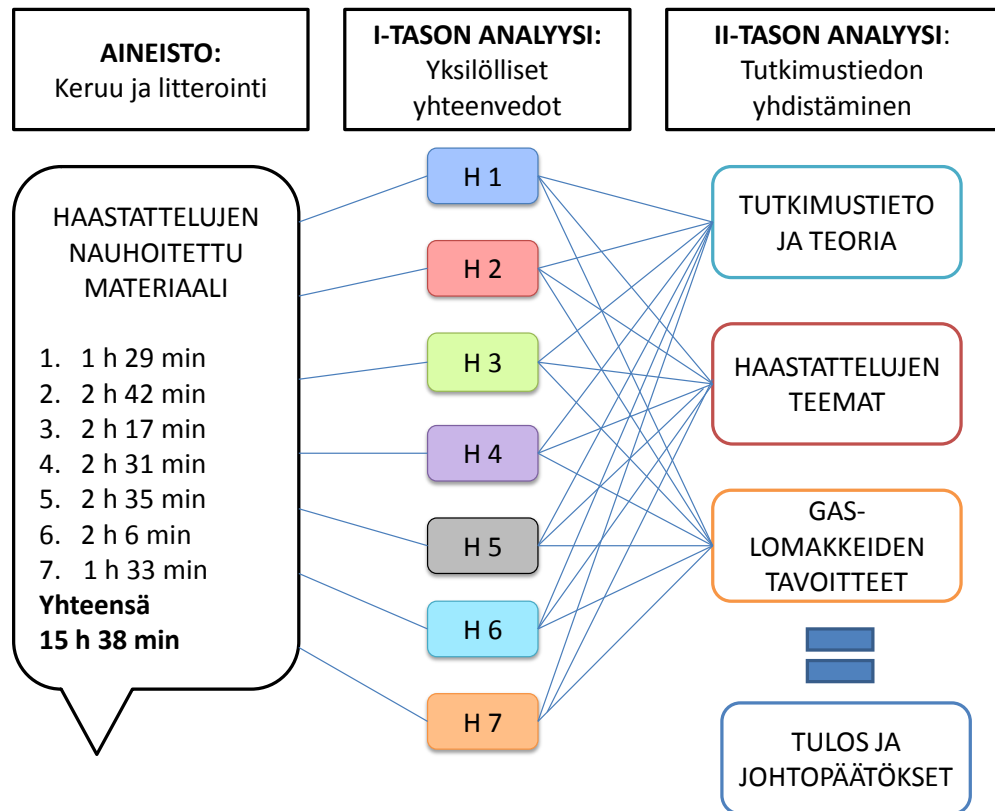 AINEISTO:
Keruu ja litterointi
I-TASON ANALYYSI:
Yksilölliset
yhteenvedot
II-TASON ANALYYSI:
Tutkimustiedon
yhdistäminen
HAASTATTELUJEN
NAUHOITETTU
MATERIAALI
1. 1 h 29 min
2. 2 h 42 min
3. 2 h 17 min
4. 2 h 31 min
5. 2 h 35 min
6. 2 h 6 min
7. 1 h 33 min
Yhteensä
15 h 38 min
H 1
H 2
H 3
H 4
H 5
H 6
H 7
TUTKIMUSTIETO
JA TEORIA
HAASTATTELUJEN
TEEMAT
GAS-
LOMAKKEIDEN
TAVOITTEET
TULOS JA
JOHTOPÄÄTÖKSET